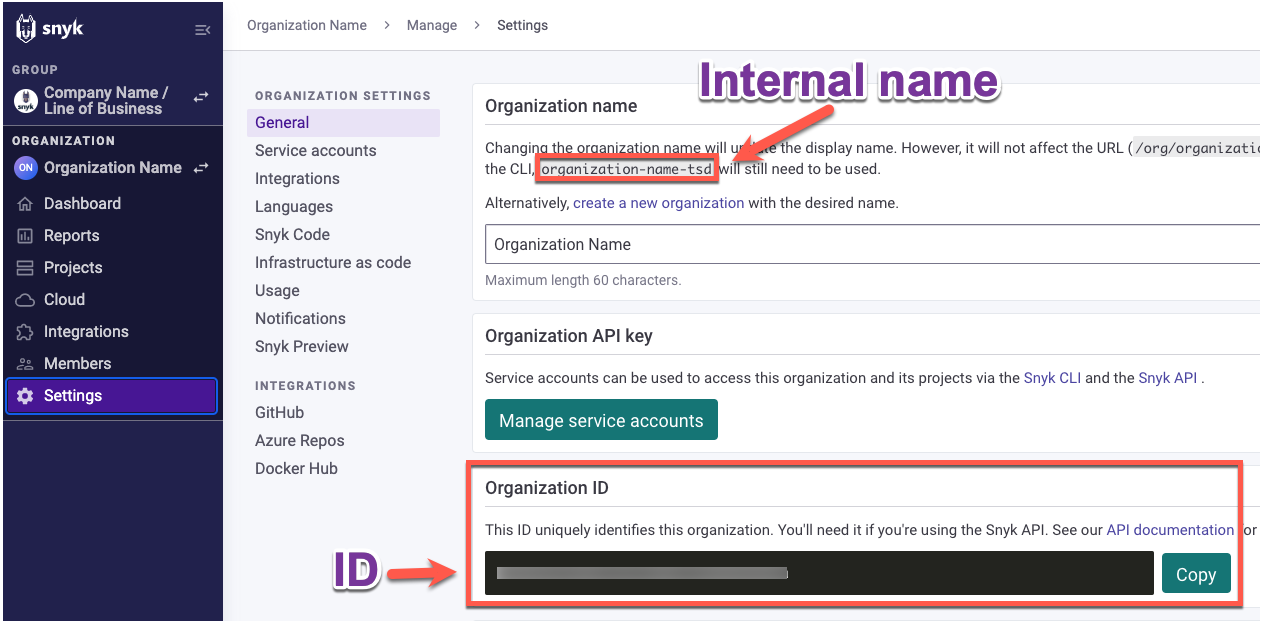 snyk
Organization Name > Manage > Settings
GROUP
snyk
Company Name /
Line of Business
ORGANIZATION
ON Organization Name
Dashboard
Reports
Projects
Cloud
Integrations
Members
Settings
ORGANIZATION SETTINGS
General
Service accounts
Integrations
Languages
Snyk Code
Infrastructure as code
Usage
Notifications
Snyk Preview
INTEGRATIONS
GitHub
Azure Repos
Docker Hub
Internal name
Organization name
Changing the organization name will update the display name. However, it will not affect the URL (/org/organizatio
the CLI, organization-name-tsd will still need to be used.
Alternatively, create a new organization with the desired name.
Organization Name
Maximum length 60 characters.
Organization API key
Service accounts can be used to access this organization and its projects via the Snyk CLI and the Snyk API .
Manage service accounts
Organization ID
This ID uniquely identifies this organization. You'll need it if you're using the Snyk API. See our API documentation for
ID
Copy